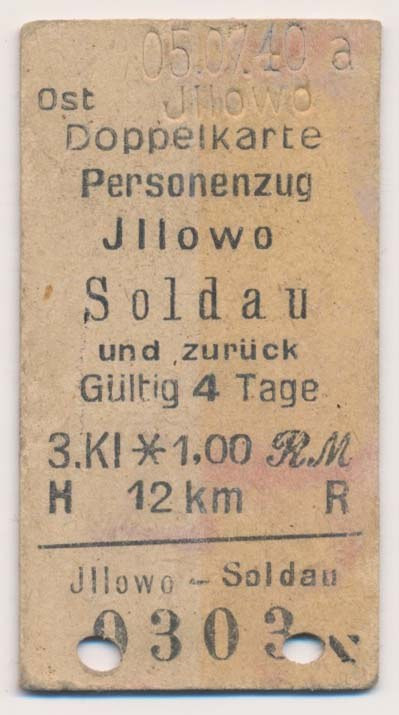 05.07.40 a
Ost Jllowo
Doppelkarte
Personenzug
Jllowo
Soldau
und zurück
Gültig 4 Tage
3.Kl * 1,00 RM
H 12 km R
Jllowo – Soldau
0303